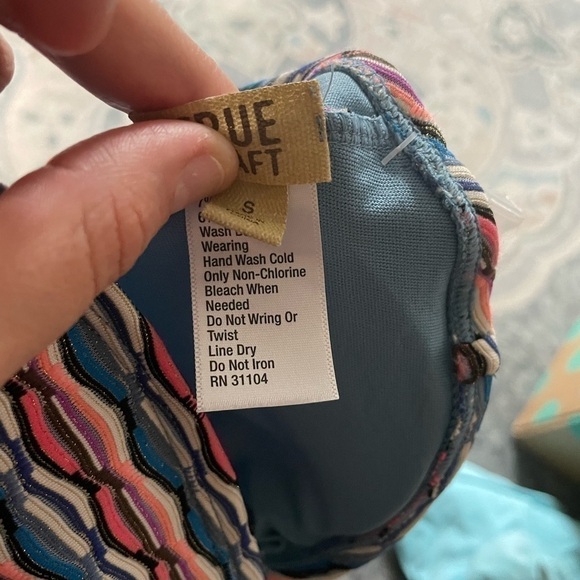 RUE
AFT
S
Wash
Wearing
Hand Wash Cold
Only Non-Chlorine
Bleach When
Needed
Do Not Wring Or
Twist
Line Dry
Do Not Iron
RN 31104